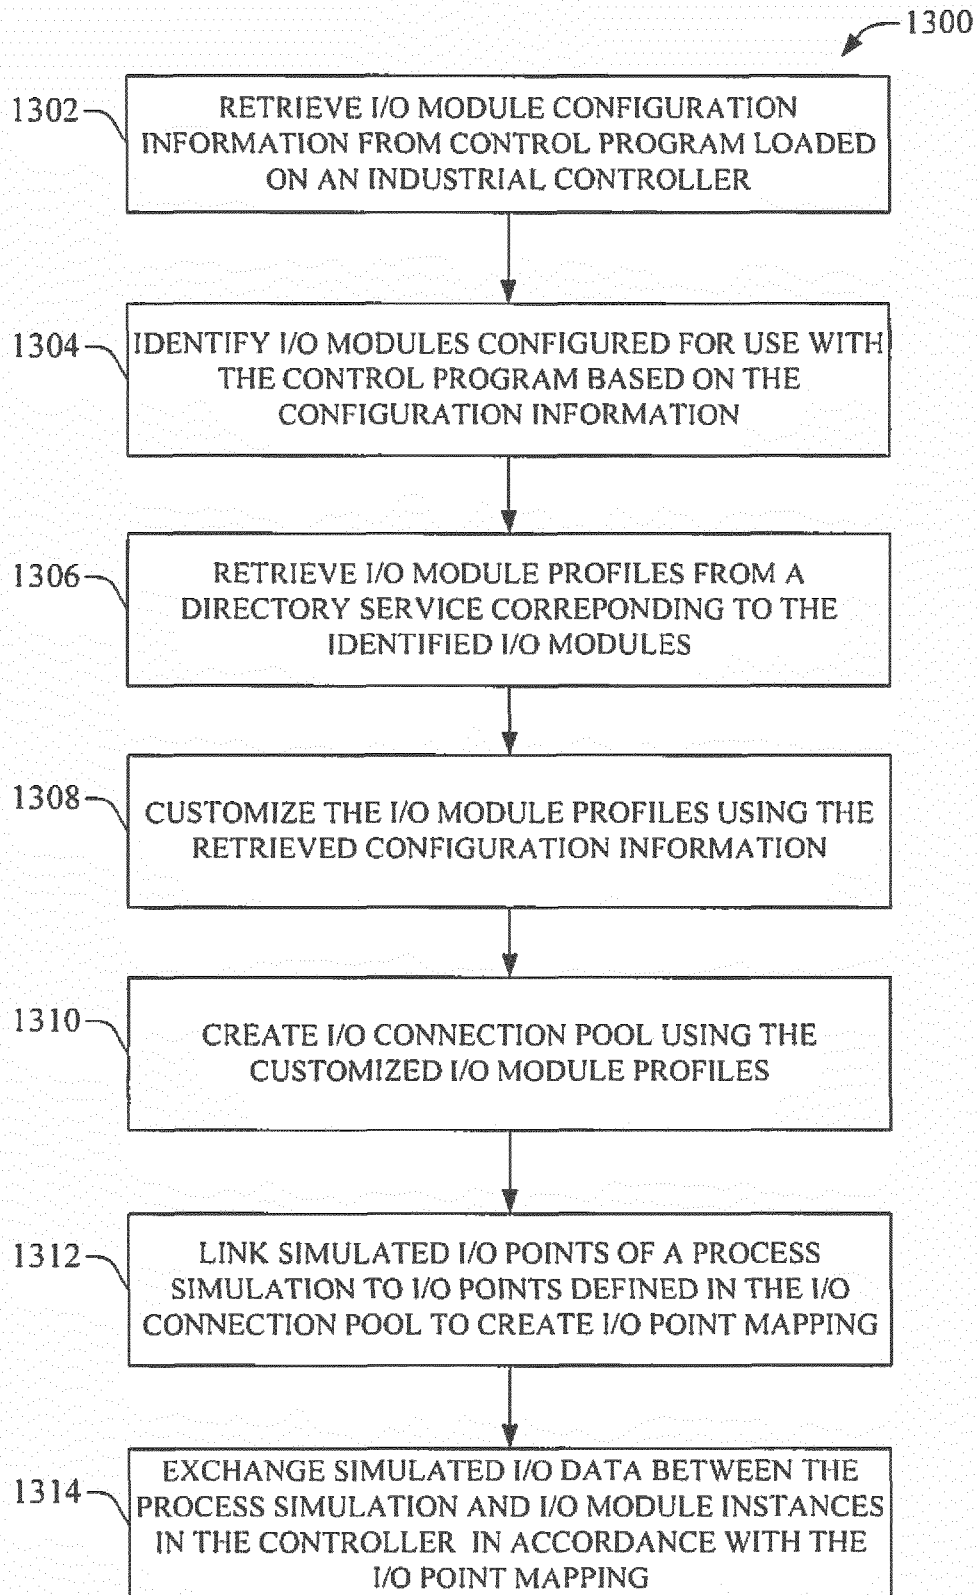 1300
1302
RETRIEVE I/O MODULE CONFIGURATION
INFORMATION FROM CONTROL PROGRAM LOADED
ON AN INDUSTRIAL CONTROLLER
1304
IDENTIFY I/O MODULES CONFIGURED FOR USE WITH
THE CONTROL PROGRAM BASED ON THE
CONFIGURATION INFORMATION
1306
RETRIEVE I/O MODULE PROFILES FROM A
DIRECTORY SERVICE CORREPONDING TO THE
IDENTIFIED I/O MODULES
1308
CUSTOMIZE THE I/O MODULE PROFILES USING THE
RETRIEVED CONFIGURATION INFORMATION
1310
CREATE I/O CONNECTION POOL USING THE
CUSTOMIZED I/O MODULE PROFILES
1312
LINK SIMULATED I/O POINTS OF A PROCESS
SIMULATION TO I/O POINTS DEFINED IN THE I/O
CONNECTION POOL TO CREATE I/O POINT MAPPING
1314
EXCHANGE SIMULATED I/O DATA BETWEEN THE
PROCESS SIMULATION AND I/O MODULE INSTANCES
IN THE CONTROLLER IN ACCORDANCE WITH THE
I/O POINT MAPPING